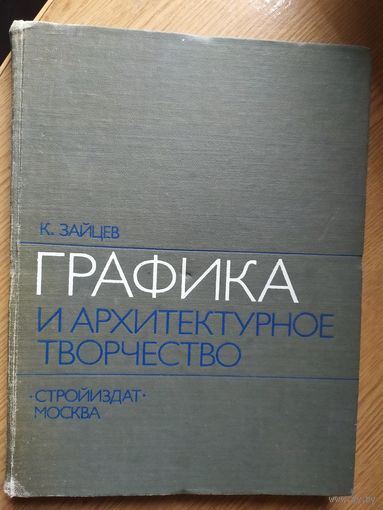 К. ЗАЙЦЕВ
ГРАФИКА
И АРХИТЕКТУРНОЕ
ТВОРЧЕСТВО
·СТРОЙИЗДАТ·
МОСКВА